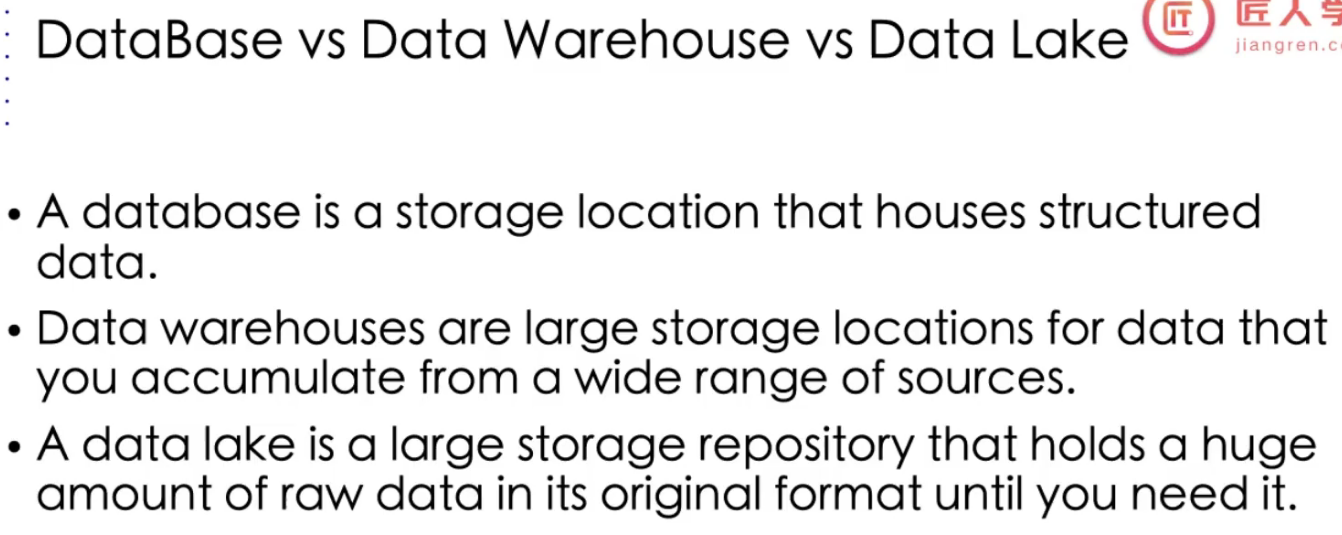 DataBase vs Data Warehouse vs Data Lake
IT
匠人学
jiangren.c
• A database is a storage location that houses structured
data.
• Data warehouses are large storage locations for data that
you accumulate from a wide range of sources.
• A data lake is a large storage repository that holds a huge
amount of raw data in its original format until you need it.